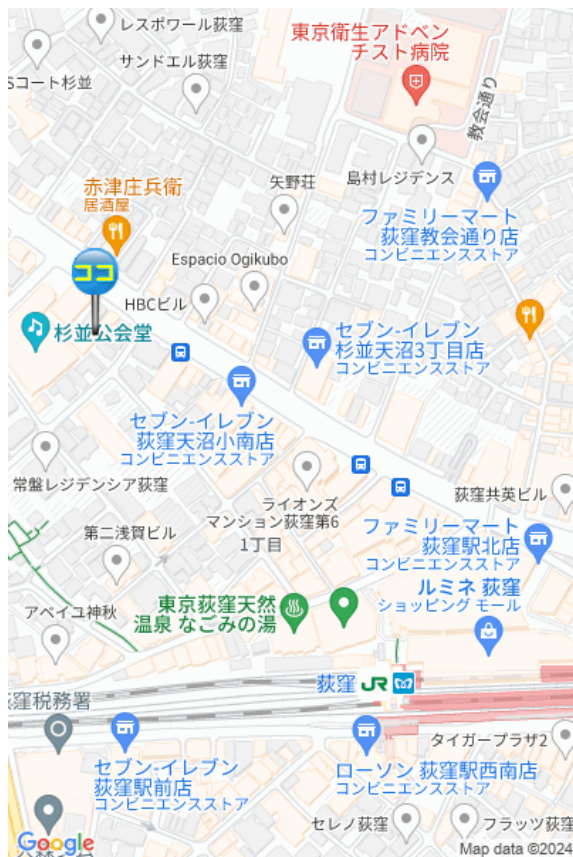 レスポワール荻窪
東京衛生アドベン
チスト病院
サンドエル荻窪
Sコート杉並
教会通り
島村レジデンス
赤津庄兵衛
居酒屋
矢野荘
ファミリーマート
荻窪教会通り店
コンビニエンスストア
Espacio Ogikubo
ココ
HBCビル
杉並公会堂
セブン-イレブン
杉並天沼3丁目店
コンビニエンスストア
セブン-イレブン
荻窪天沼小南店
コンビニエンスストア
常盤レジデンシア荻窪
ライオンズ
マンション荻窪第6
荻窪共英ビル
第二浅賀ビル
1丁目
ファミリーマート
荻窪駅北店
コンビニエンスストア
ルミネ 荻窪
ショッピング モール
東京荻窪天然
温泉 なごみの湯
アベイユ神秋
荻窪 JR
荻窪税務署
タイガープラザ2
セブン-イレブン
荻窪駅前店
コンビニエンスストア
ローソン 荻窪駅西南店
コンビニエンスストア
セレノ荻窪
フラッツ荻窪
Google
Map data ©2024